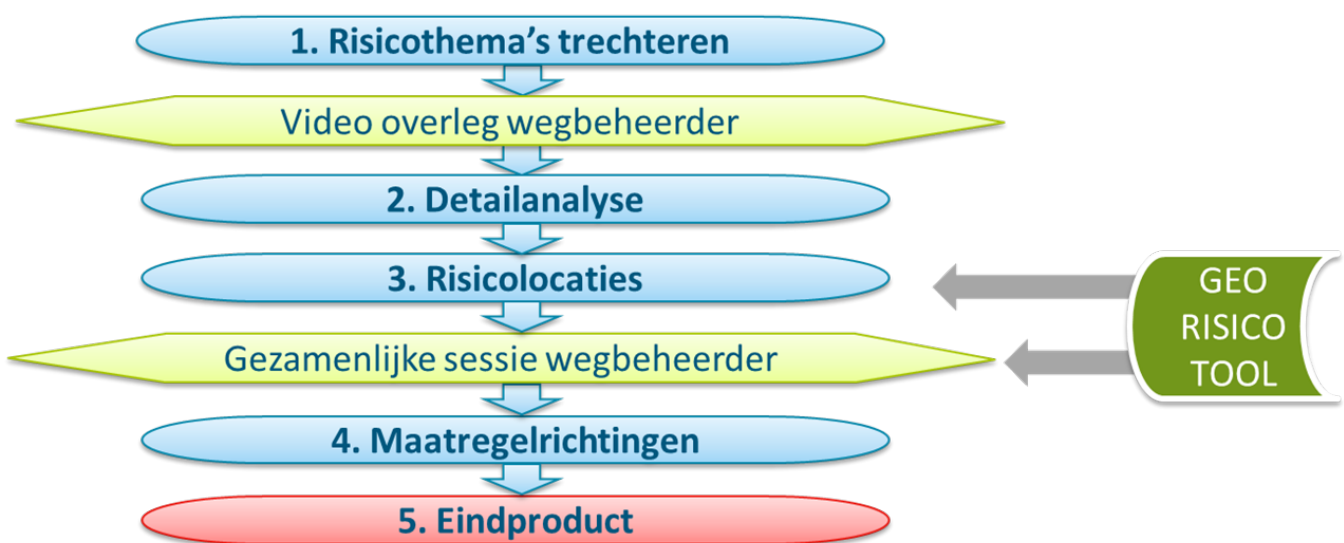 1. Risicothema's trechteren
Video overleg wegbeheerder
2. Detailanalyse
3. Risicolocaties
Gezamenlijke sessie wegbeheerder
4. Maatregelrichtingen
5. Eindproduct
GEO
RISICO
TOOL